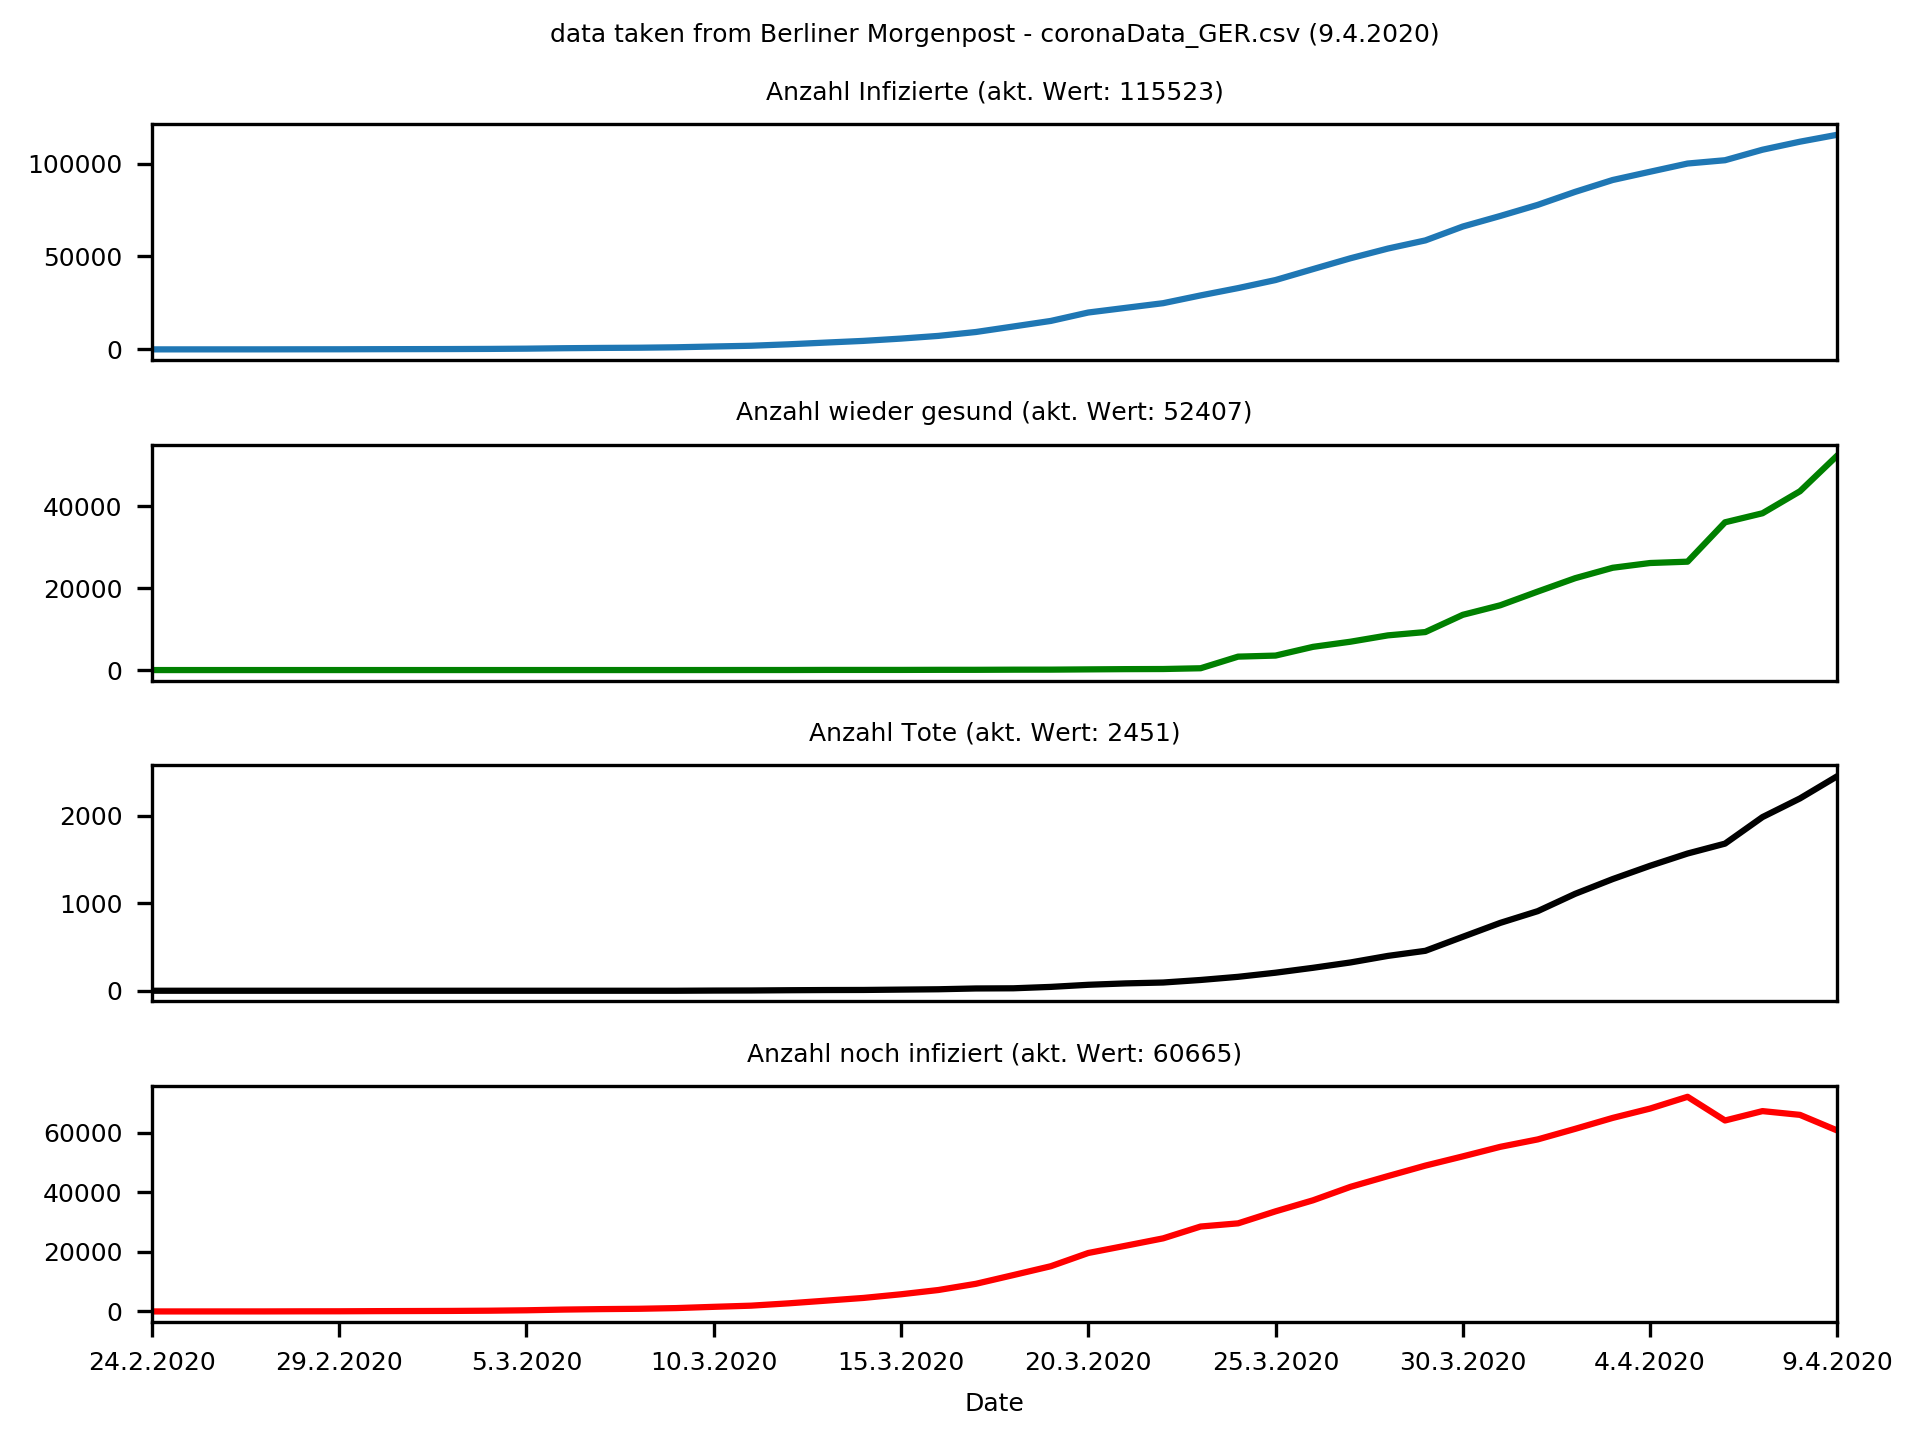 data taken from Berliner Morgenpost - coronaData_GER.csv (9.4.2020)
Anzahl Infizierte (akt. Wert: 115523)
100000
50000
0
Anzahl wieder gesund (akt. Wert: 52407)
40000
20000
0
Anzahl Tote (akt. Wert: 2451)
2000
1000
0
Anzahl noch infiziert (akt. Wert: 60665)
60000
40000
20000
0
24.2.2020 29.2.2020 5.3.2020 10.3.2020 15.3.2020 20.3.2020 25.3.2020 30.3.2020 4.4.2020 9.4.2020
Date